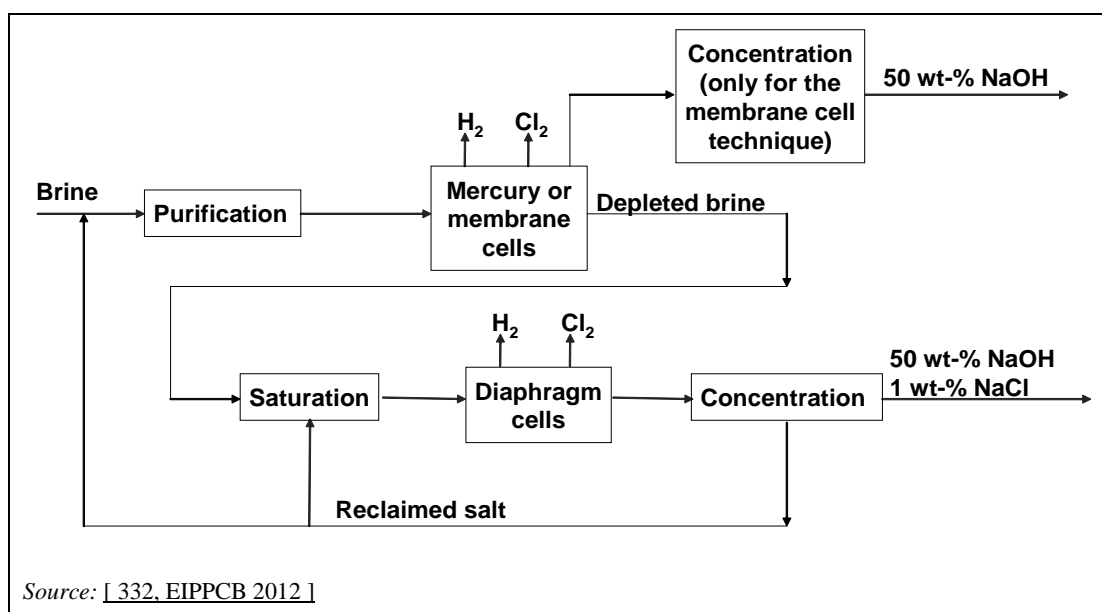 Concentration
(only for the
membrane cell
technique)
50 wt-% NaOH
H₂
Cl₂
Brine
Purification
Mercury or
membrane
cells
Depleted brine
H₂
Cl₂
Saturation
Diaphragm
cells
Concentration
50 wt-% NaOH
1 wt-% NaCl
Reclaimed salt
Source: [ 332, EIPPCB 2012 ]